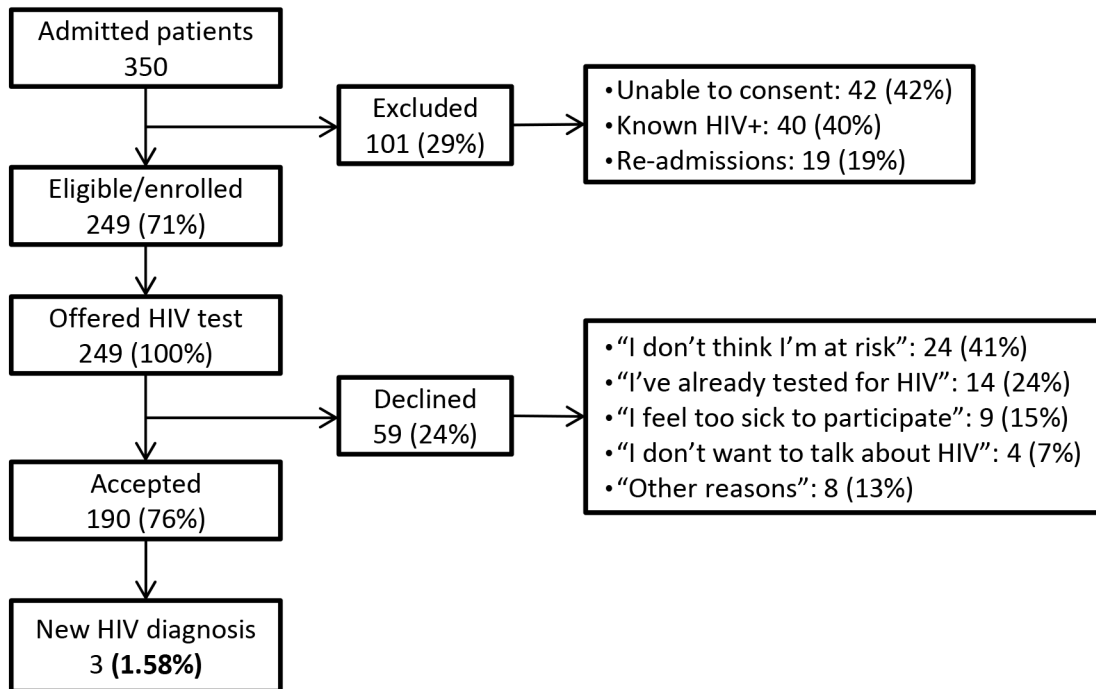 Admitted patients
350
Excluded
101 (29%)
•Unable to consent: 42 (42%)
•Known HIV+: 40 (40%)
•Re-admissions: 19 (19%)
Eligible/enrolled
249 (71%)
Offered HIV test
249 (100%)
Declined
59 (24%)
•“I don’t think I’m at risk”: 24 (41%)
•“I’ve already tested for HIV”: 14 (24%)
•“I feel too sick to participate”: 9 (15%)
•“I don’t want to talk about HIV”: 4 (7%)
•“Other reasons”: 8 (13%)
Accepted
190 (76%)
New HIV diagnosis
3 (1.58%)